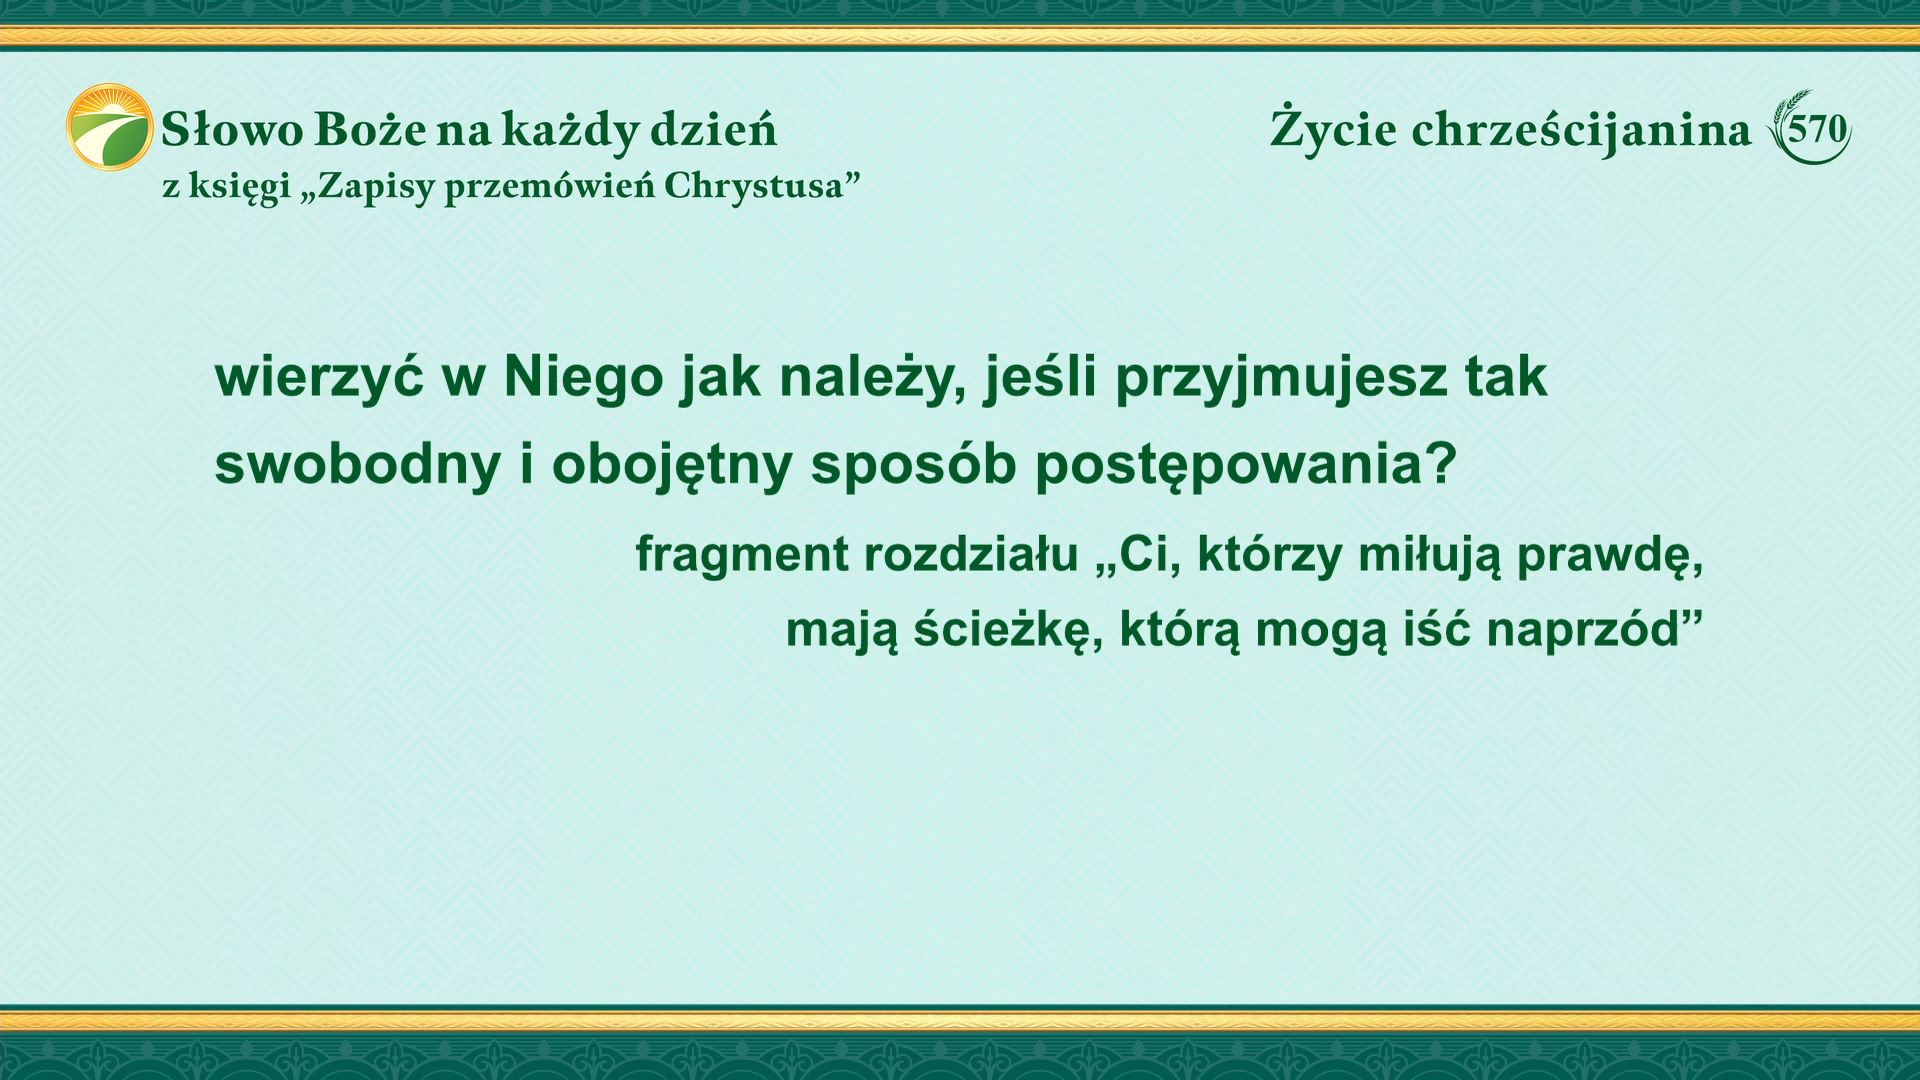 Słowo Boże na każdy dzień
z księgi „Zapisy przemówień Chrystusa”
Życie chrześcijanina 570
wierzyć w Niego jak należy, jeśli przyjmujesz tak
swobodny i obojętny sposób postępowania?
fragment rozdziału „Ci, którzy miłują prawdę,
mają ścieżkę, którą mogą iść naprzód”